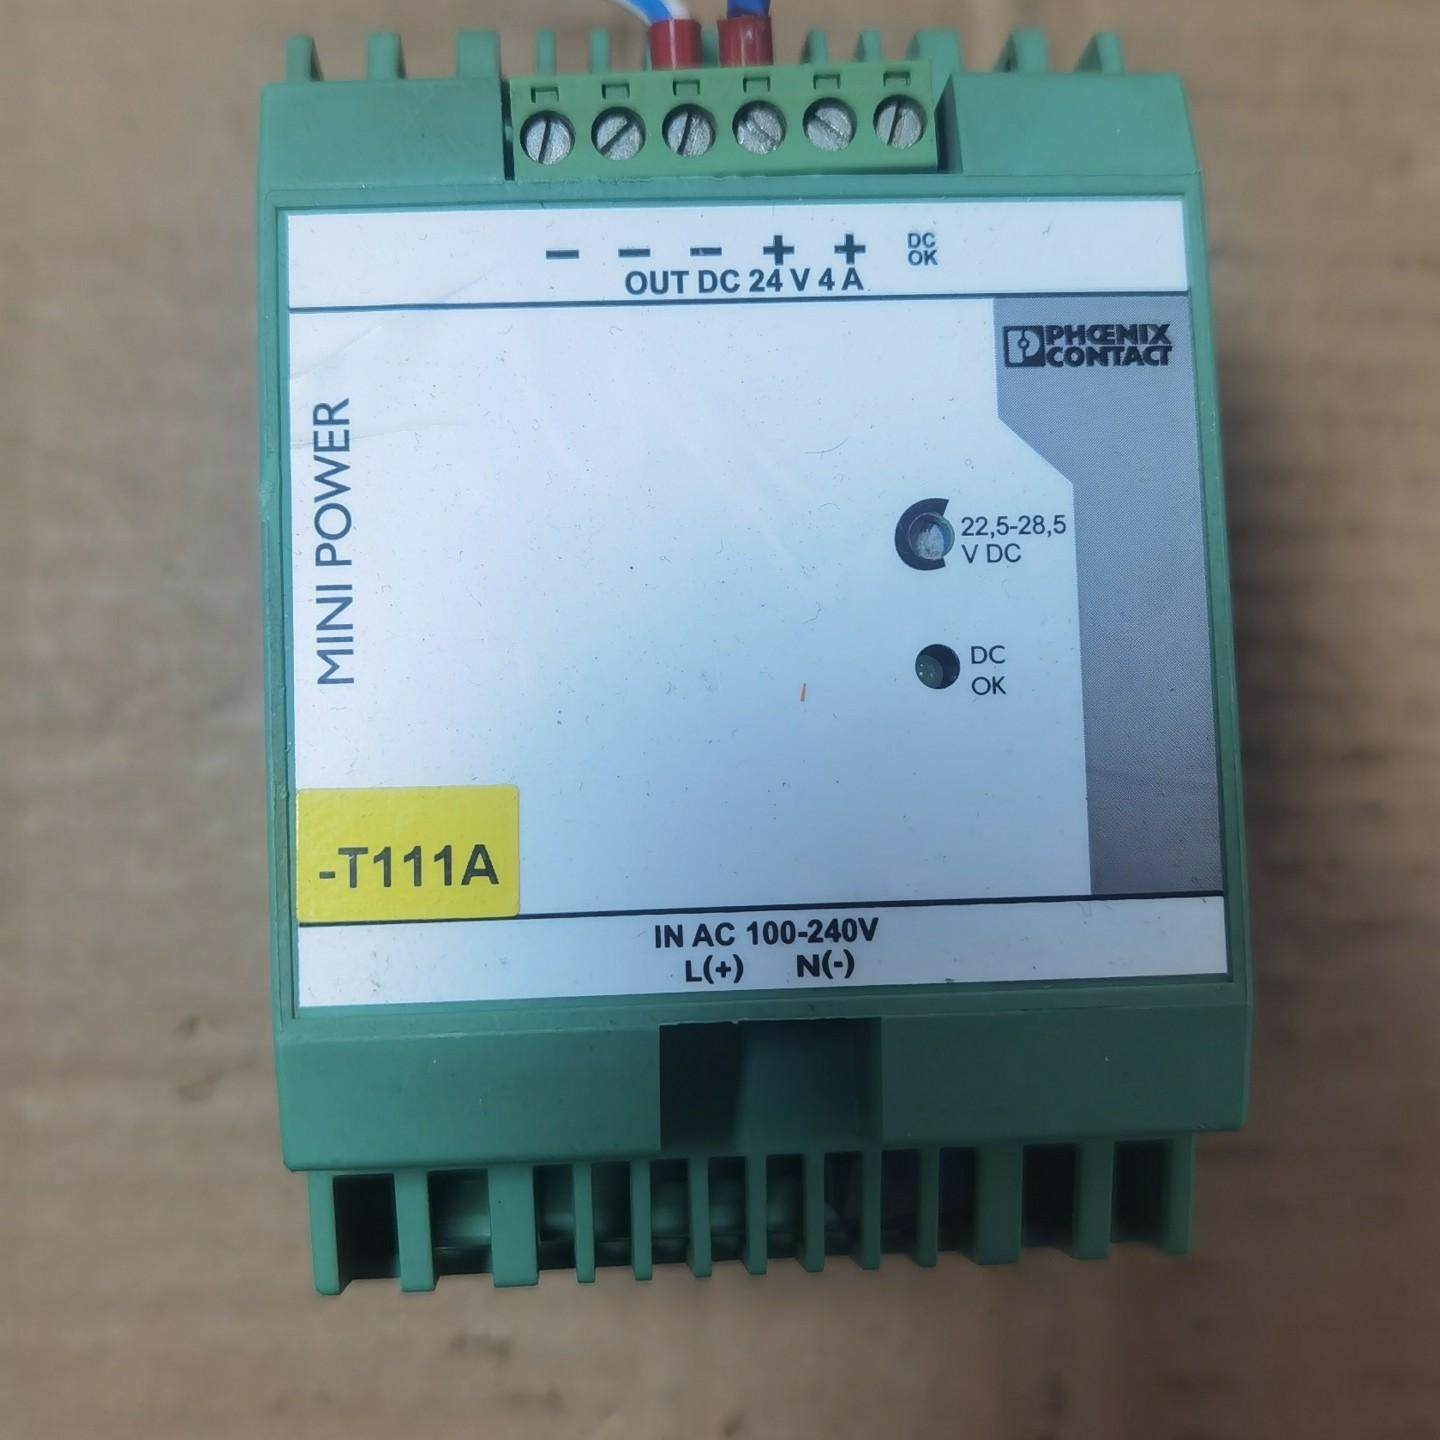 − − − + + DC
OK
OUT DC 24 V 4 A
PHŒNIX
CONTACT
MINI POWER
22,5-28,5
V DC
DC
OK
-T111A
IN AC 100-240V
L(+) N(-)